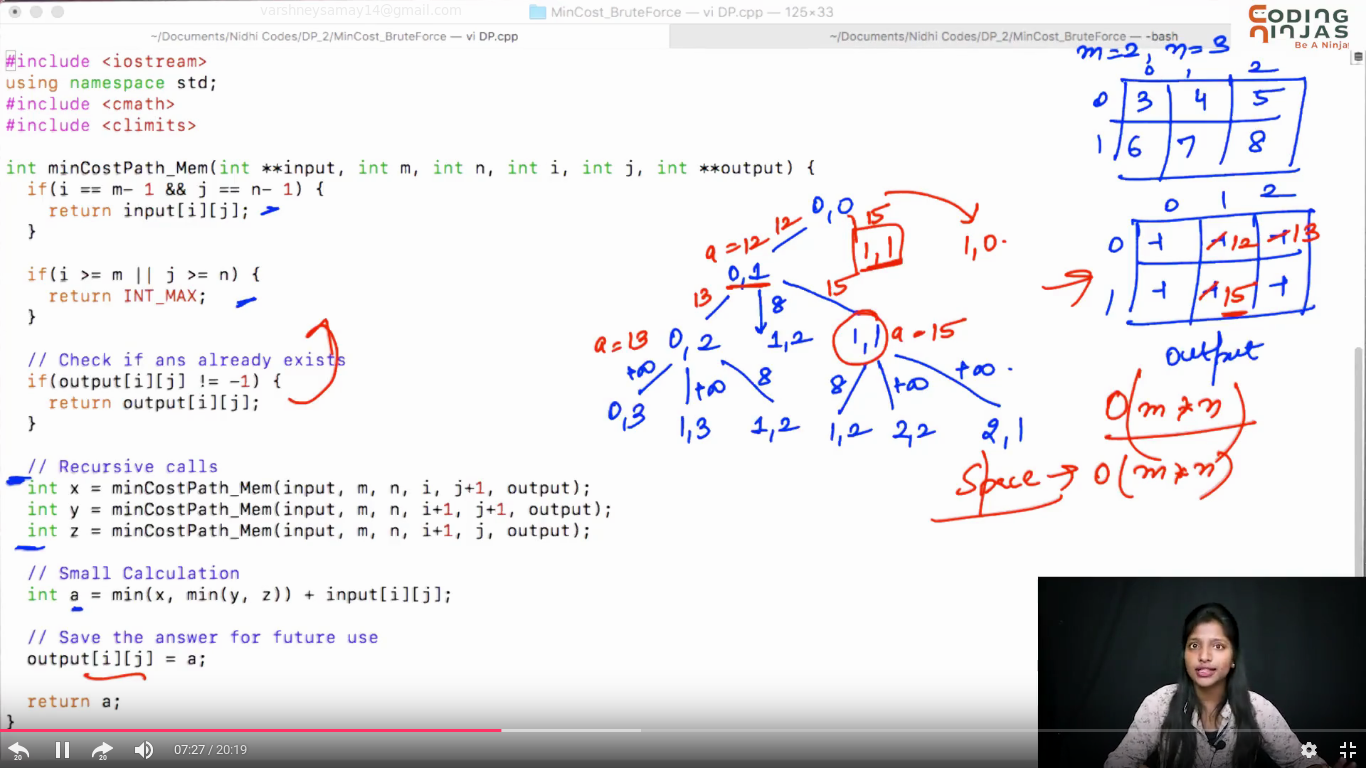 varshneysamay14@gmail.com
MinCost_BruteForce — vi DP.cpp — 125×33
~/Documents/Nidhi Codes/DP_2/MinCost_BruteForce — vi DP.cpp
~/Documents/Nidhi Codes/DP_2/MinCost_BruteForce — -bash
CODING
NINJAS
Be A Ninja
#include <iostream>
using namespace std;
#include <cmath>
#include <climits>
int minCostPath_Mem(int **input, int m, int n, int i, int j, int **output) {
if(i == m- 1 && j == n- 1) {
return input[i][j];
}
if(i >= m || j >= n) {
return INT_MAX;
}
// Check if ans already exists
if(output[i][j] != -1) {
return output[i][j];
}
// Recursive calls
int x = minCostPath_Mem(input, m, n, i, j+1, output);
int y = minCostPath_Mem(input, m, n, i+1, j+1, output);
int z = minCostPath_Mem(input, m, n, i+1, j, output);
// Small Calculation
int a = min(x, min(y, z)) + input[i][j];
// Save the answer for future use
output[i][j] = a;
return a;
}
m=2, n=3
0 1 2
0 3 4 5
1 6 7 8
0 1 2
0 -1 -1 12 -1 13
1 -1 -1 15 -1
Output
O(m*n)
Space → O(m*n)
0,0
12 15
a=12
0,1 1,1 1,0
13 8 15
a=13 0,2 1,2 1,1 a=15
+∞ +∞ 8 8 +∞ +∞
0,3 1,3 1,2 1,2 2,2 2,1
20 20 07:27 / 20:19